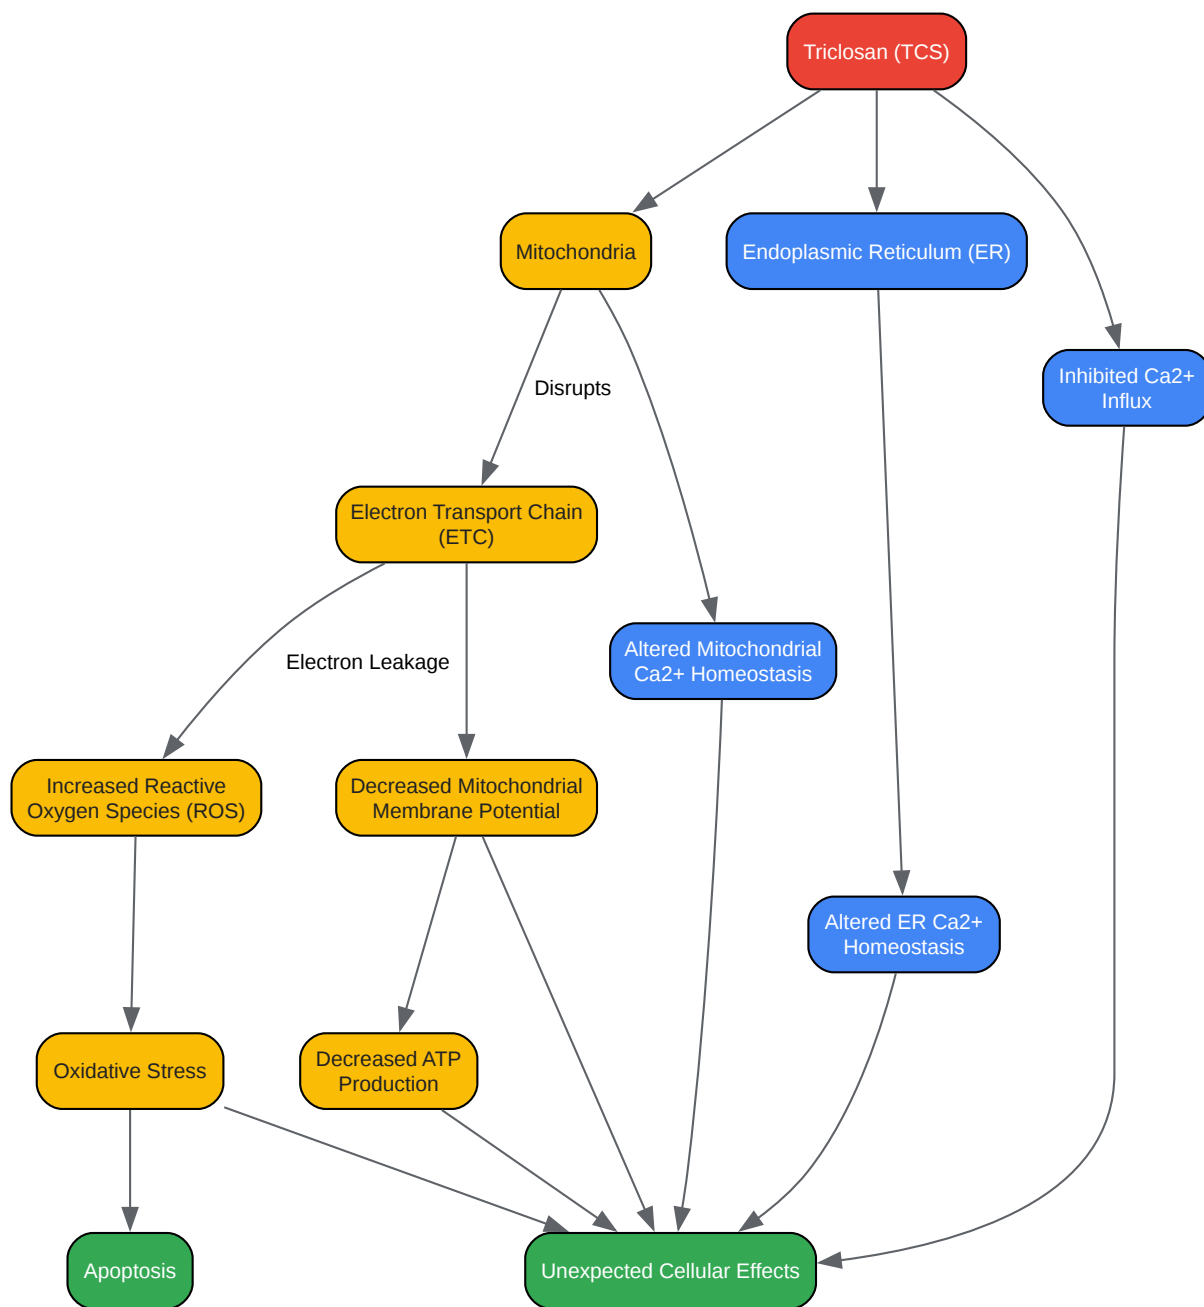 Triclosan (TCS)
Mitochondria
Endoplasmic Reticulum (ER)
Inhibited Ca2+
Influx
Disrupts
Electron Transport Chain
(ETC)
Altered Mitochondrial
Ca2+ Homeostasis
Electron Leakage
Increased Reactive
Oxygen Species (ROS)
Decreased Mitochondrial
Membrane Potential
Altered ER Ca2+
Homeostasis
Oxidative Stress
Decreased ATP
Production
Apoptosis
Unexpected Cellular Effects